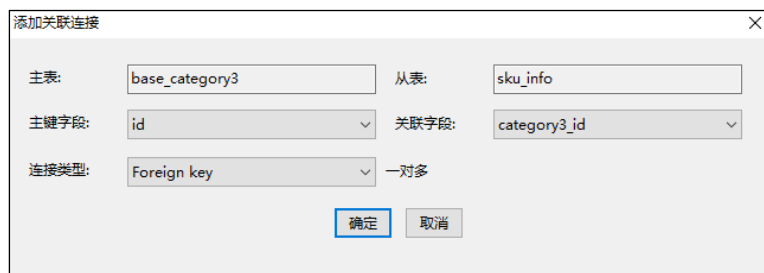 添加关联连接
主表: base_category3 从表: sku_info
主键字段: id 关联字段: category3_id
连接类型: Foreign key 一对多
确定 取消